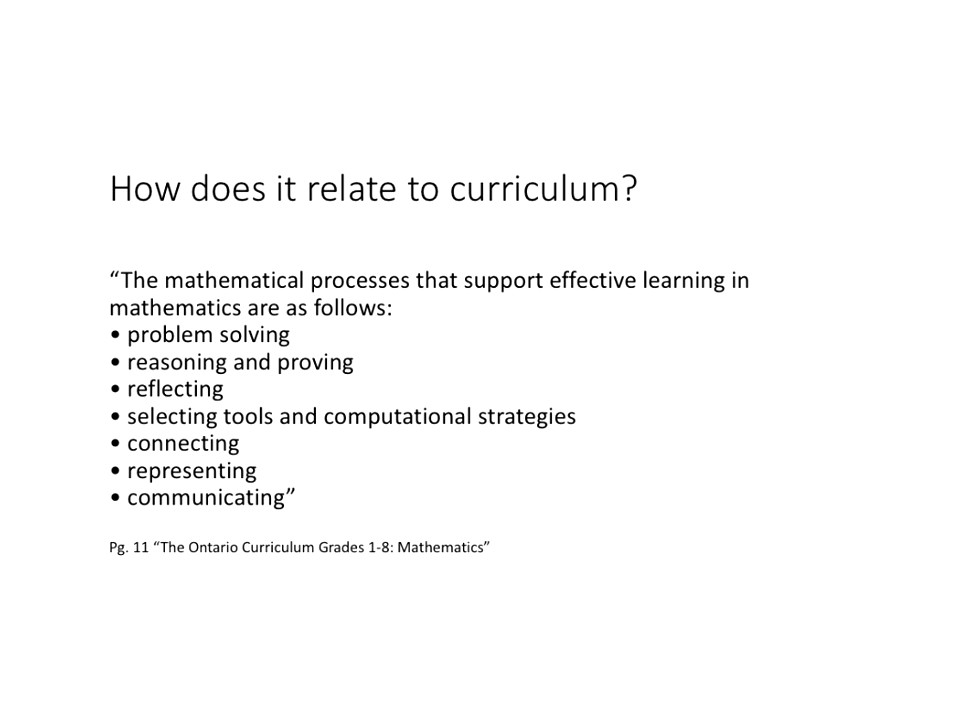 How does it relate to curriculum?
“The mathematical processes that support effective learning in
mathematics are as follows:
• problem solving
• reasoning and proving
• reflecting
• selecting tools and computational strategies
• connecting
• representing
• communicating”
Pg. 11 “The Ontario Curriculum Grades 1-8: Mathematics”